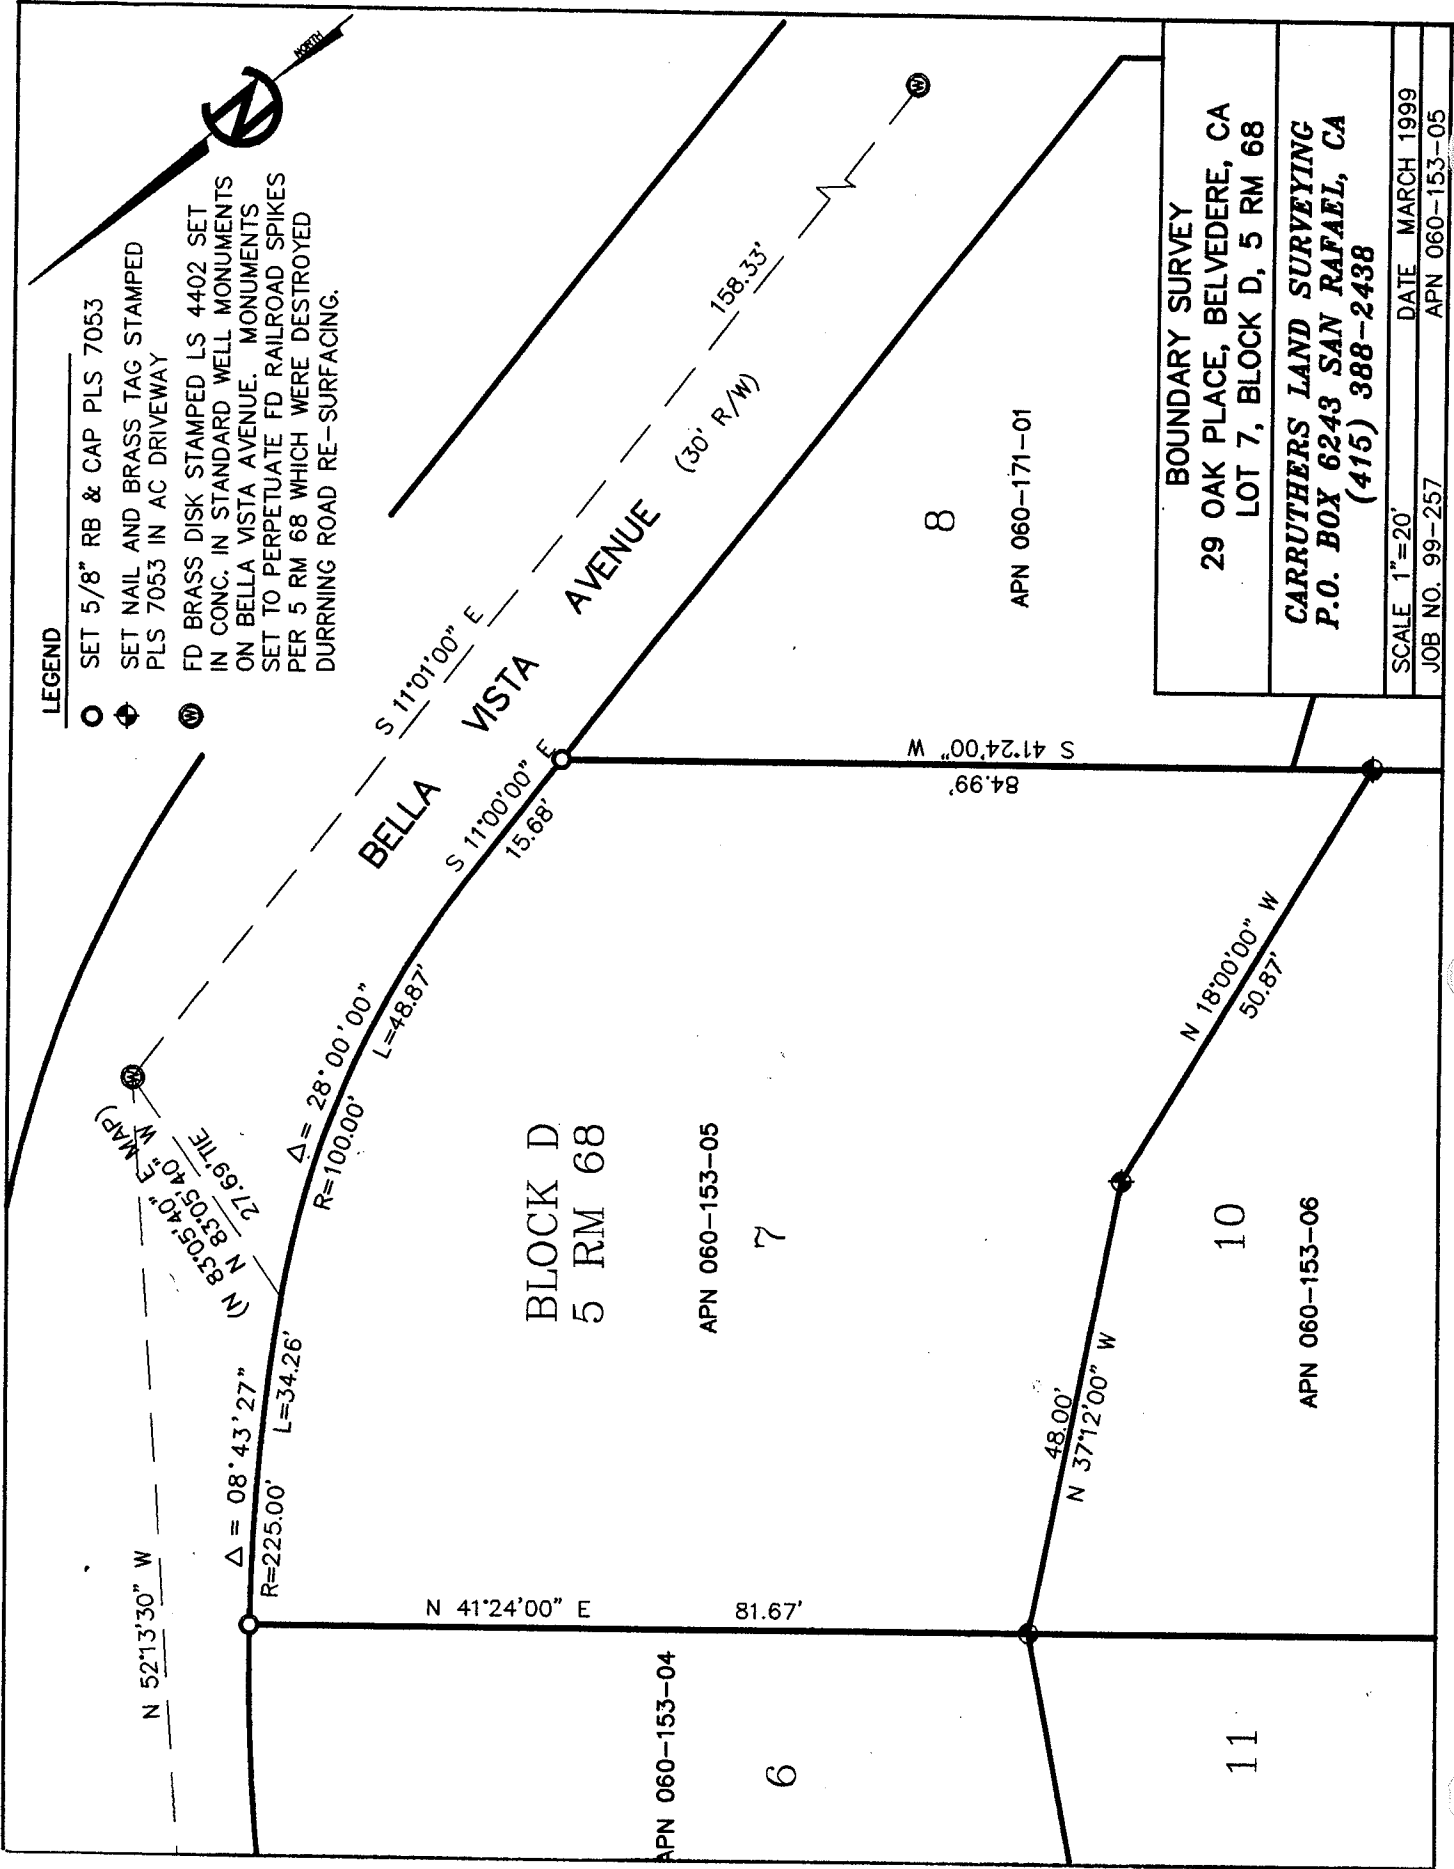 LEGEND
SET 5/8" RB & CAP PLS 7053
SET NAIL AND BRASS TAG STAMPED
PLS 7053 IN AC DRIVEWAY
FD BRASS DISK STAMPED LS 4402 SET
IN CONC. IN STANDARD WELL MONUMENTS
ON BELLA VISTA AVENUE. MONUMENTS
SET TO PERPETUATE FD RAILROAD SPIKES
PER 5 RM 68 WHICH WERE DESTROYED
DURRNING ROAD RE-SURFACING.
W
N
NORTH
N 52°13'30" W
W
(N 83°05'40" E MAP)
N 83°05'40" W
27.69' TIE
S 11°01'00" E
158.33'
W
BELLA VISTA AVENUE
(30' R/W)
Δ = 08°43'27"
L=34.26'
R=225.00'
Δ= 28°00'00"
L=48.87'
R=100.00'
S 11°00'00" E
15.68'
N 41°24'00" E
81.67'
S 41°24'00" W
84.99'
BLOCK D
5 RM 68
APN 060-153-05
7
8
APN 060-171-01
APN 060-153-04
6
48.00'
N 37°12'00" W
N 18°00'00" W
50.87'
11
10
APN 060-153-06
BOUNDARY SURVEY
29 OAK PLACE, BELVEDERE, CA
LOT 7, BLOCK D, 5 RM 68
CARRUTHERS LAND SURVEYING
P.O. BOX 6243 SAN RAFAEL, CA
(415) 388-2438
SCALE 1"=20' DATE MARCH 1999
JOB NO. 99-257 APN 060-153-05